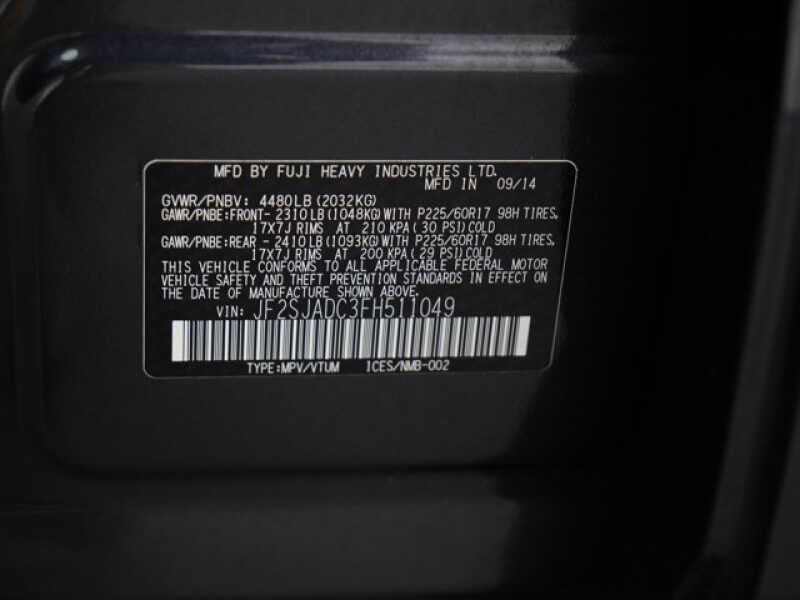 MFD BY FUJI HEAVY INDUSTRIES LTD.
MFD IN 09/14
GVWR/PNBV: 4480LB (2032KG)
GAWR/PNBE:FRONT- 2310LB (1048KG) WITH P225/60R17 98H TIRES,
17X7J RIMS AT 210 KPA (30 PSI) COLD
GAWR/PNBE:REAR - 2410LB (1093KG) WITH P225/60R17 98H TIRES,
17X7J RIMS AT 200 KPA (29 PSI) COLD
THIS VEHICLE CONFORMS TO ALL APPLICABLE FEDERAL MOTOR
VEHICLE SAFETY AND THEFT PREVENTION STANDARDS IN EFFECT ON
THE DATE OF MANUFACTURE SHOWN ABOVE.
VIN: JF2SJADC3FH511049
TYPE:MPV/VTUM ICES/NMB-002